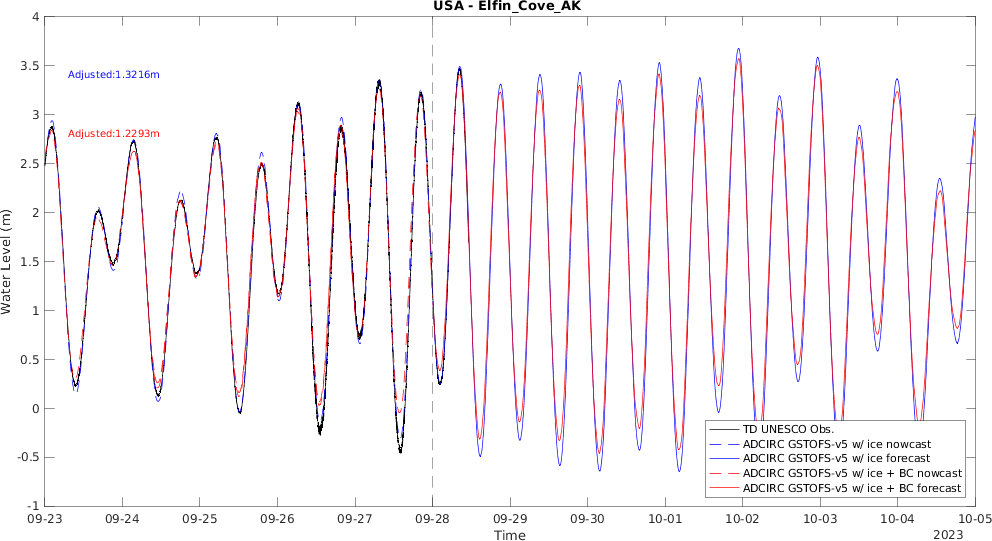 USA - Elfin_Cove_AK
4
3.5
3
2.5
2
1.5
1
0.5
0
-0.5
-1
Water Level (m)
Adjusted:1.3216m
Adjusted:1.2293m
TD UNESCO Obs.
ADCIRC GSTOFS-v5 w/ ice nowcast
ADCIRC GSTOFS-v5 w/ ice forecast
ADCIRC GSTOFS-v5 w/ ice + BC nowcast
ADCIRC GSTOFS-v5 w/ ice + BC forecast
09-23 09-24 09-25 09-26 09-27 09-28 09-29 09-30 10-01 10-02 10-03 10-04 10-05
Time
2023